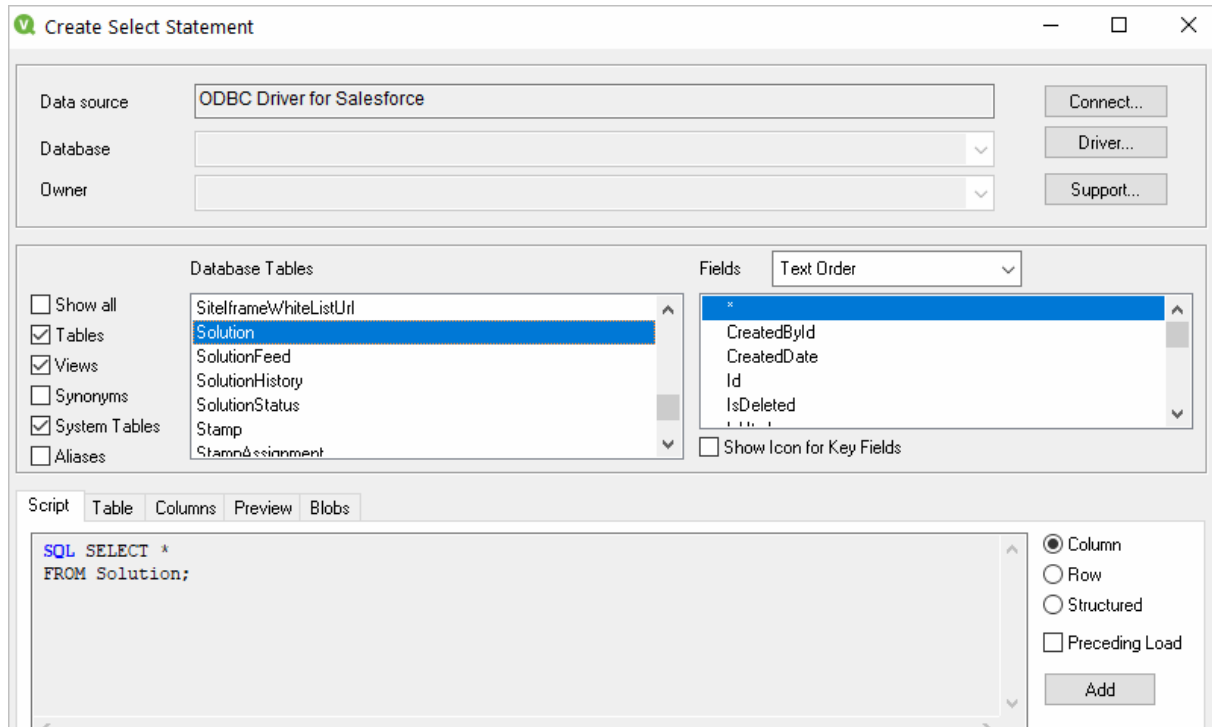 Create Select Statement
Data source
ODBC Driver for Salesforce
Connect...
Database
Driver...
Owner
Support...
Database Tables
Fields
Text Order
Show all
Tables
Views
Synonyms
System Tables
Aliases
SiteIframeWhiteListUrl
Solution
SolutionFeed
SolutionHistory
SolutionStatus
Stamp
StampAssignment
*
CreatedById
CreatedDate
Id
IsDeleted
Show Icon for Key Fields
Script
Table
Columns
Preview
Blobs
SQL SELECT *
FROM Solution;
Column
Row
Structured
Preceding Load
Add